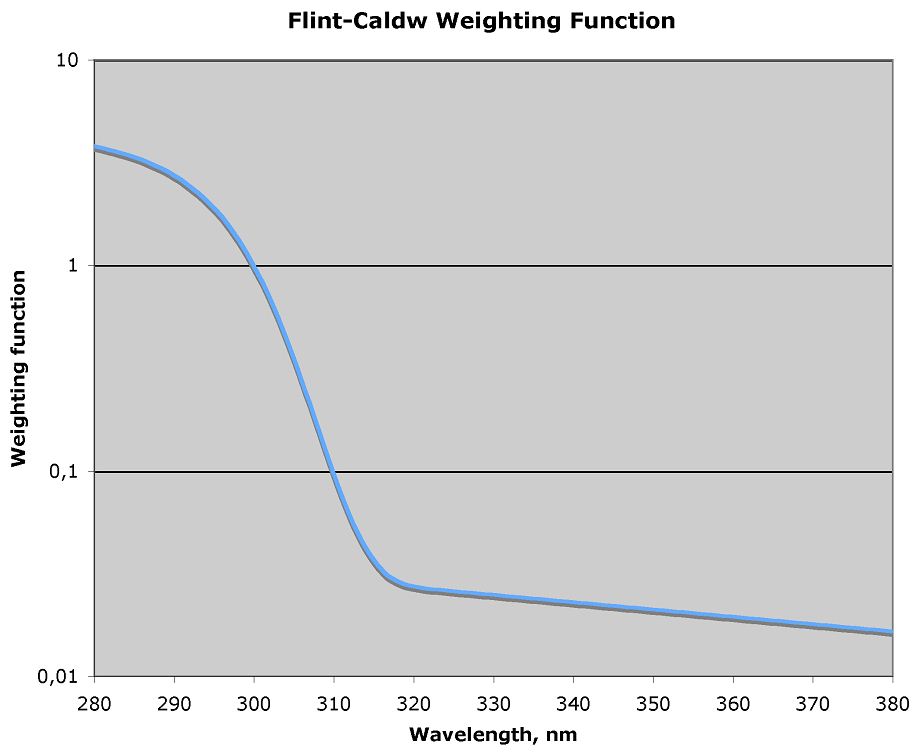 Flint-Caldw Weighting Function
10
1
0,1
0,01
Weighting function
280 290 300 310 320 330 340 350 360 370 380
Wavelength, nm